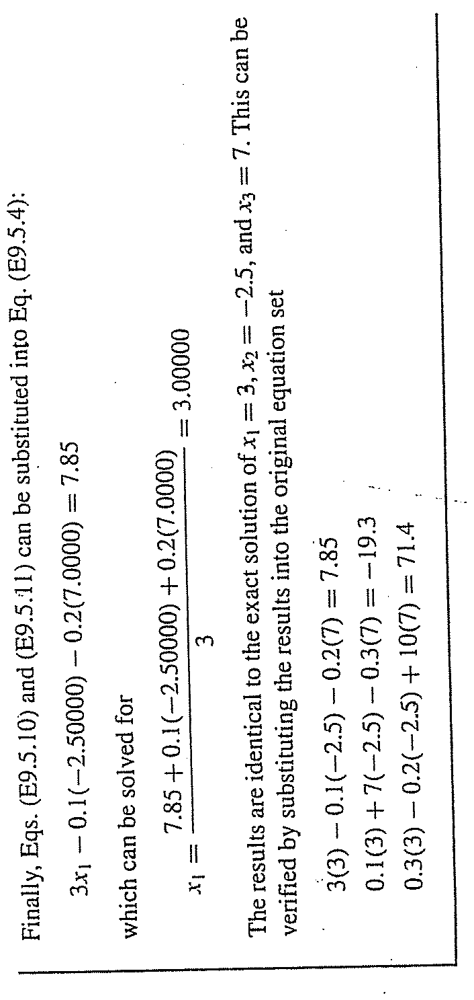 Finally, Eqs. (E9.5.10) and (E9.5.11) can be substituted into Eq. (E9.5.4):
3x₁ − 0.1(−2.50000) − 0.2(7.0000) = 7.85
which can be solved for
x₁ = (7.85 + 0.1(−2.50000) + 0.2(7.0000)) / 3 = 3.00000
The results are identical to the exact solution of x₁ = 3, x₂ = −2.5, and x₃ = 7. This can be
verified by substituting the results into the original equation set
3(3) − 0.1(−2.5) − 0.2(7) = 7.85
0.1(3) + 7(−2.5) − 0.3(7) = −19.3
0.3(3) − 0.2(−2.5) + 10(7) = 71.4